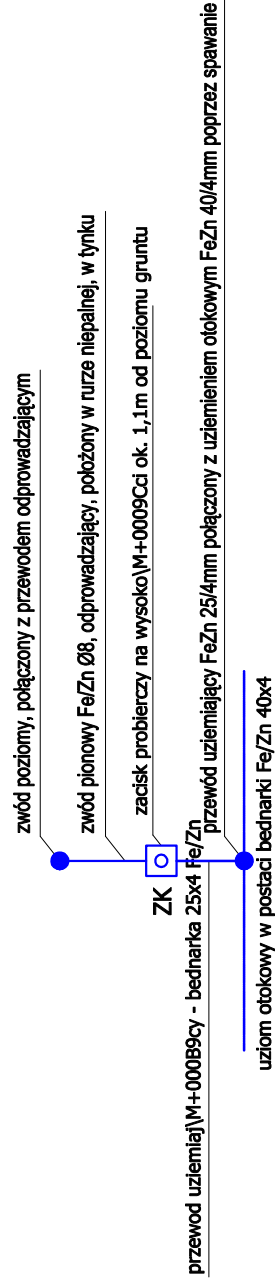 zwód poziomy, połączony z przewodem odprowadzającym
zwód pionowy Fe/Zn Ø8, odprowadzający, położony w rurze niepalnej, w tynku
zacisk probierczy na wysoko\M+0009Cci ok. 1,1m od poziomu gruntu
ZK
przewod uziemiaj\M+000B9cy - bednarka 25x4 Fe/Zn
przewód uziemiający FeZn 25/4mm połączony z uziemieniem otokowym FeZn 40/4mm poprzez spawanie
uziom otokowy w postaci bednarki Fe/Zn 40x4